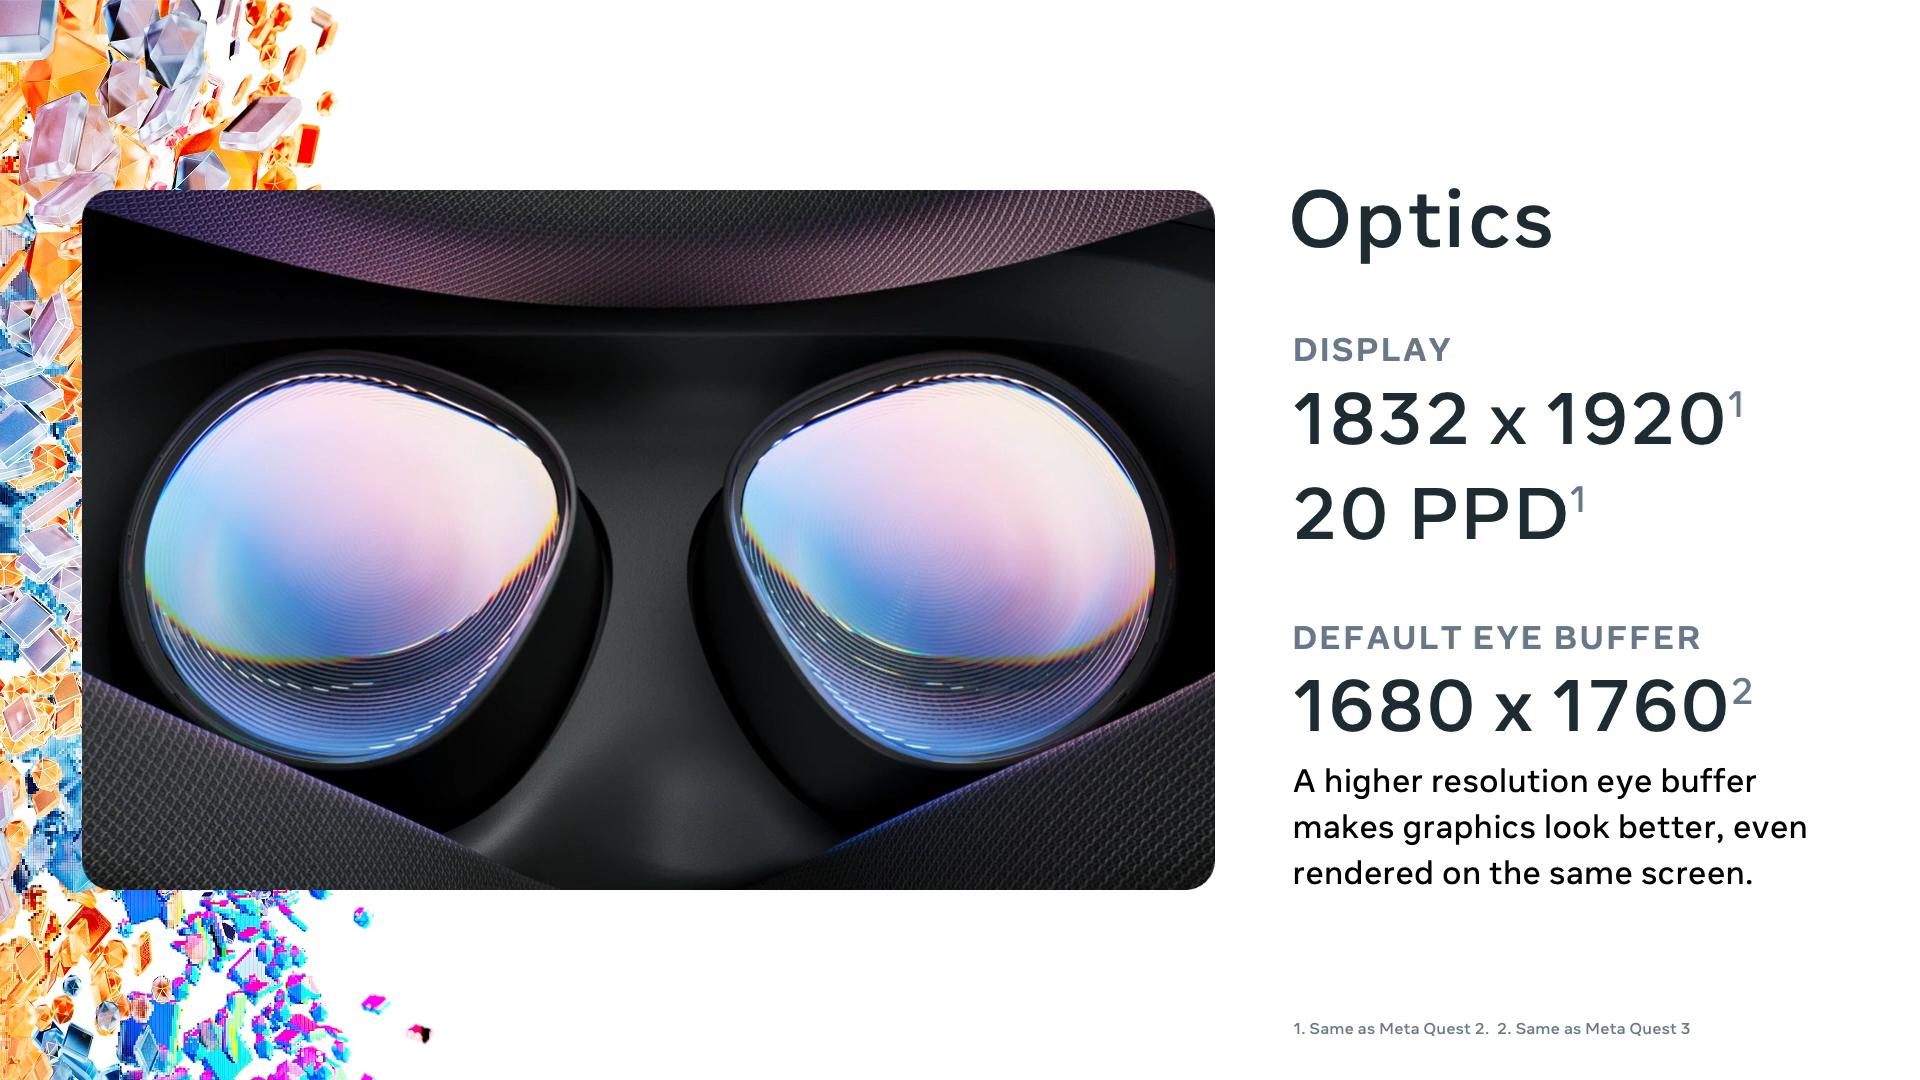 Optics
DISPLAY
1832 x 1920¹
20 PPD¹
DEFAULT EYE BUFFER
1680 x 1760²
A higher resolution eye buffer
makes graphics look better, even
rendered on the same screen.
1. Same as Meta Quest 2.  2. Same as Meta Quest 3